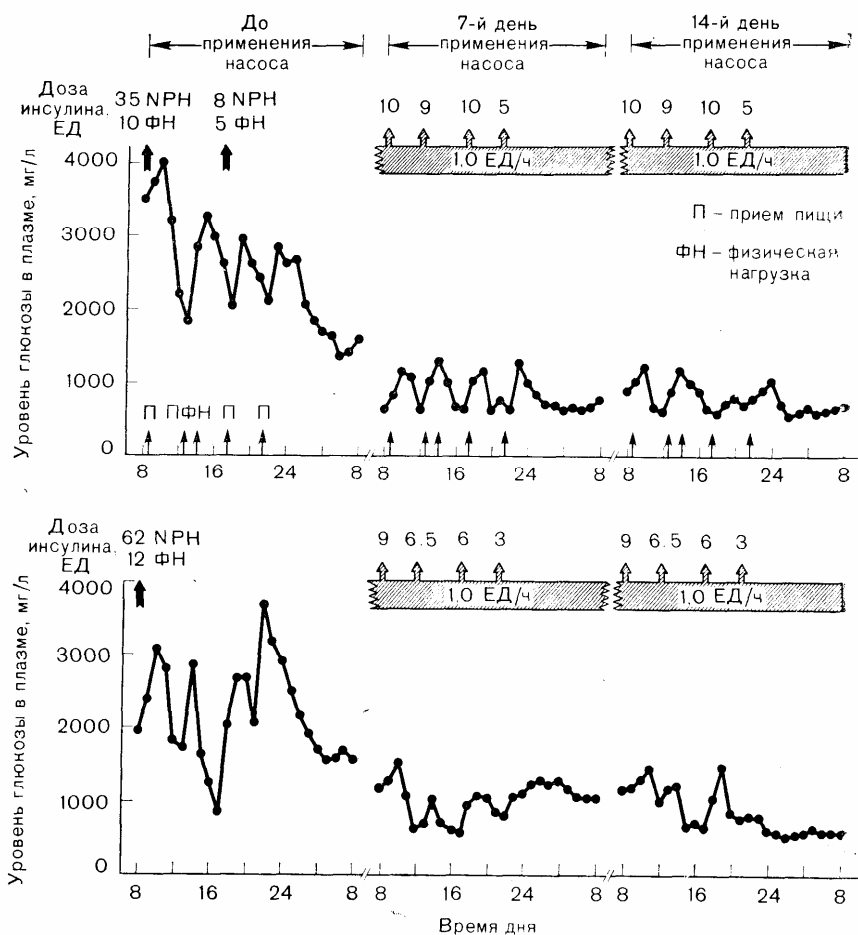 До применения насоса
7-й день применения насоса
14-й день применения насоса
Доза инсулина, ЕД
35 NPH
10 ФН
8 NPH
5 ФН
10 9 10 5
1.0 ЕД/ч
10 9 10 5
1.0 ЕД/ч
П – прием пищи
ФН – физическая нагрузка
Уровень глюкозы в плазме, мг/л
4000
3000
2000
1000
0
П П ФН П П
8 16 24 8 16 24 8 16 24 8
Доза инсулина, ЕД
62 NPH
12 ФН
9 6.5 6 3
1.0 ЕД/ч
9 6.5 6 3
1.0 ЕД/ч
Уровень глюкозы в плазме, мг/л
4000
3000
2000
1000
0
8 16 24 8 16 24 8 8 16 24 8
Время дня